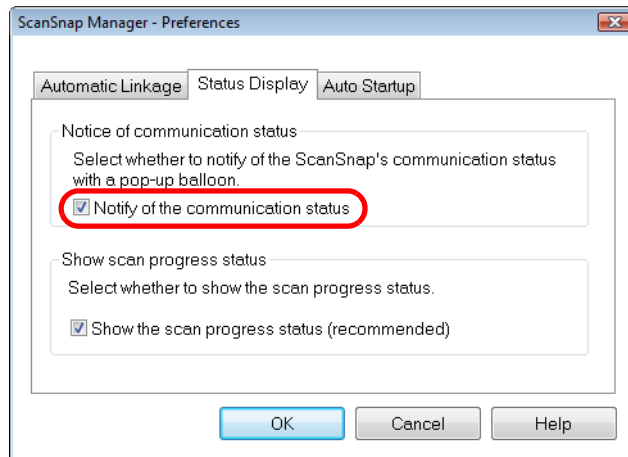 ScanSnap Manager - Preferences
Automatic Linkage Status Display Auto Startup
Notice of communication status
Select whether to notify of the ScanSnap's communication status
with a pop-up balloon.
Notify of the communication status
Show scan progress status
Select whether to show the scan progress status.
Show the scan progress status (recommended)
OK Cancel Help